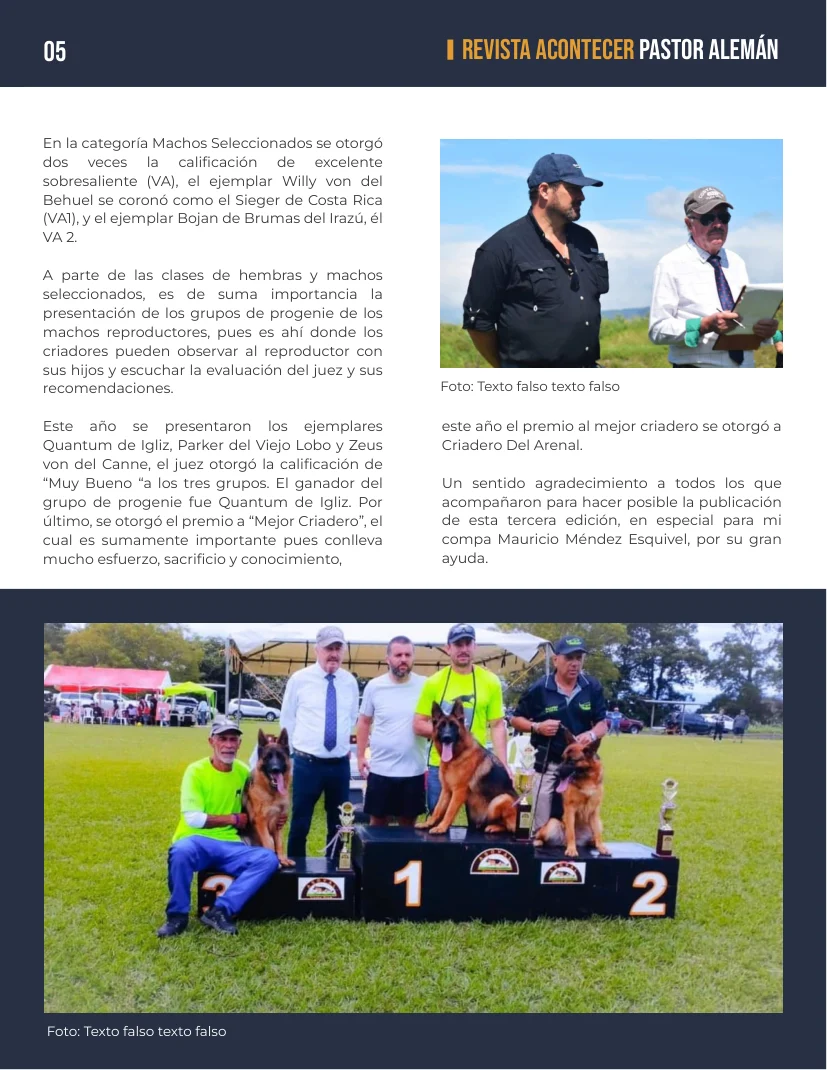 05
REVISTA ACONTECER PASTOR ALEMÁN
En la categoría Machos Seleccionados se otorgó
dos veces la calificación de excelente
sobresaliente (VA), el ejemplar Willy von del
Behuel se coronó como el Sieger de Costa Rica
(VA1), y el ejemplar Bojan de Brumas del Irazú, él
VA 2.
A parte de las clases de hembras y machos
seleccionados, es de suma importancia la
presentación de los grupos de progenie de los
machos reproductores, pues es ahí donde los
criadores pueden observar al reproductor con
sus hijos y escuchar la evaluación del juez y sus
recomendaciones.
Este año se presentaron los ejemplares
Quantum de Igliz, Parker del Viejo Lobo y Zeus
von del Canne, el juez otorgó la calificación de
“Muy Bueno “a los tres grupos. El ganador del
grupo de progenie fue Quantum de Igliz. Por
último, se otorgó el premio a “Mejor Criadero”, el
cual es sumamente importante pues conlleva
mucho esfuerzo, sacrificio y conocimiento,
Foto: Texto falso texto falso
este año el premio al mejor criadero se otorgó a
Criadero Del Arenal.
Un sentido agradecimiento a todos los que
acompañaron para hacer posible la publicación
de esta tercera edición, en especial para mi
compa Mauricio Méndez Esquivel, por su gran
ayuda.
3
1
2
Foto: Texto falso texto falso